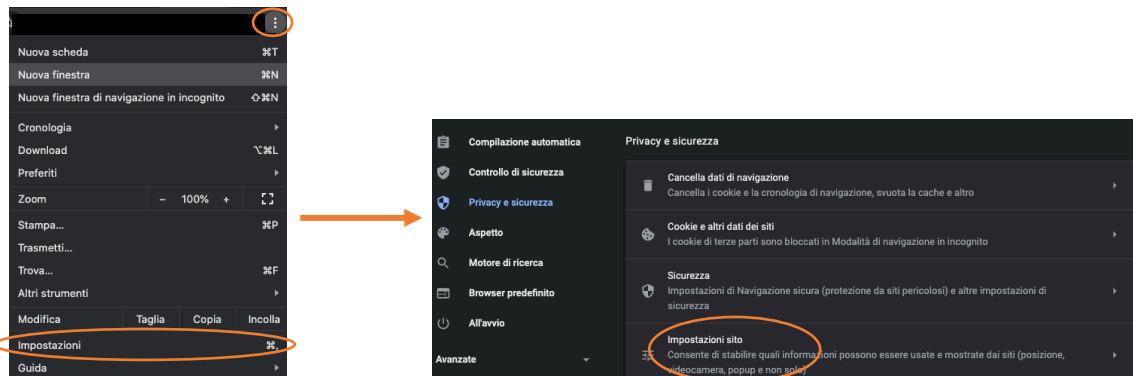 Nuova scheda ⌘T
Nuova finestra ⌘N
Nuova finestra di navigazione in incognito ⇧⌘N
Cronologia
Download ⌥⌘L
Preferiti
Zoom - 100% +
Stampa... ⌘P
Trasmetti...
Trova... ⌘F
Altri strumenti
Modifica Taglia Copia Incolla
Impostazioni ⌘,
Guida
Compilazione automatica
Controllo di sicurezza
Privacy e sicurezza
Aspetto
Motore di ricerca
Browser predefinito
All'avvio
Avanzate
Privacy e sicurezza
Cancella dati di navigazione
Cancella i cookie e la cronologia di navigazione, svuota la cache e altro
Cookie e altri dati dei siti
I cookie di terze parti sono bloccati in Modalità di navigazione in incognito
Sicurezza
Impostazioni di Navigazione sicura (protezione da siti pericolosi) e altre impostazioni di
sicurezza
Impostazioni sito
Consente di stabilire quali informazioni possono essere usate e mostrate dai siti (posizione,
videocamera, popup e non solo)